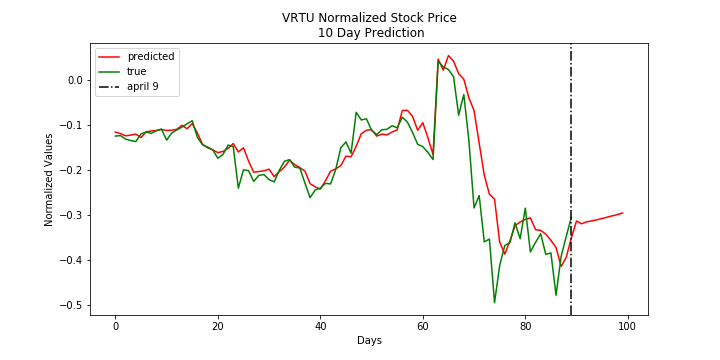 VRTU Normalized Stock Price
10 Day Prediction
predicted
true
april 9
Normalized Values
0.0
−0.1
−0.2
−0.3
−0.4
−0.5
0
20
40
60
80
100
Days